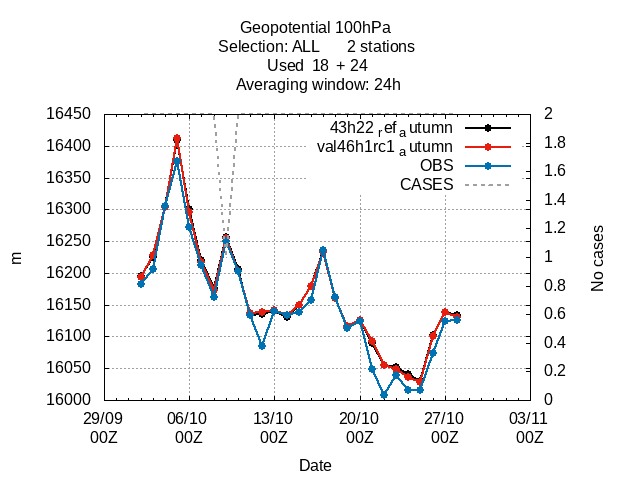 Geopotential 100hPa
Selection: ALL 2 stations
Used 18 + 24
Averaging window: 24h
16450
16400
16350
16300
16250
16200
16150
16100
16050
16000
m
43h22 ref autumn
val46h1rc1 autumn
OBS
CASES
2
1.8
1.6
1.4
1.2
1
0.8
0.6
0.4
0.2
0
No cases
29/09 06/10 13/10 20/10 27/10 03/11
00Z 00Z 00Z 00Z 00Z 00Z
Date